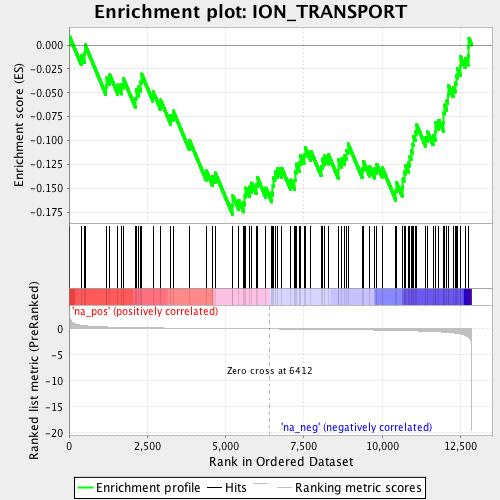 Enrichment plot: ION_TRANSPORT
Enrichment score (ES)
0.000
-0.025
-0.050
-0.075
-0.100
-0.125
-0.150
-0.175
'na_pos' (positively correlated)
Ranked list metric (PreRanked)
0
-5
-10
-15
-20
Zero cross at 6412
'na_neg' (negatively correlated)
0
2,500
5,000
7,500
10,000
12,500
Rank in Ordered Dataset
Enrichment profile
Hits
Ranking metric scores